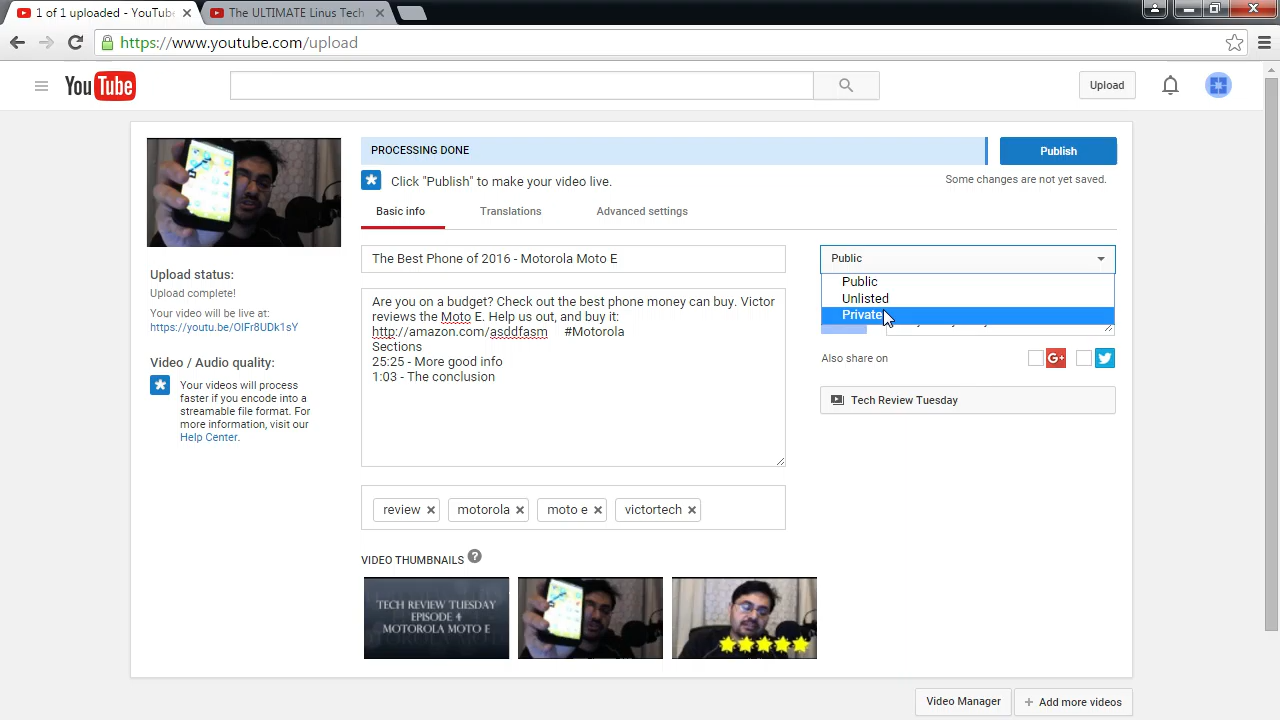 1 of 1 uploaded - YouTub
The ULTIMATE Linus Tech
https://www.youtube.com/upload
YouTube
Upload
PROCESSING DONE
Publish
Click "Publish" to make your video live.
Some changes are not yet saved.
Basic info
Translations
Advanced settings
The Best Phone of 2016 - Motorola Moto E
Public
Public
Unlisted
Private
Upload status:
Upload complete!
Your video will be live at:
https://youtu.be/OIFr8UDk1sY
Are you on a budget? Check out the best phone money can buy. Victor
reviews the Moto E. Help us out, and buy it:
http://amazon.com/asddfasm #Motorola
Sections
25:25 - More good info
1:03 - The conclusion
Also share on
G+
Tech Review Tuesday
Video / Audio quality:
Your videos will process
faster if you encode into a
streamable file format. For
more information, visit our
Help Center.
review
motorola
moto e
victortech
VIDEO THUMBNAILS ?
TECH REVIEW TUESDAY
EPISODE 4
MOTOROLA MOTO E
Video Manager
+ Add more videos